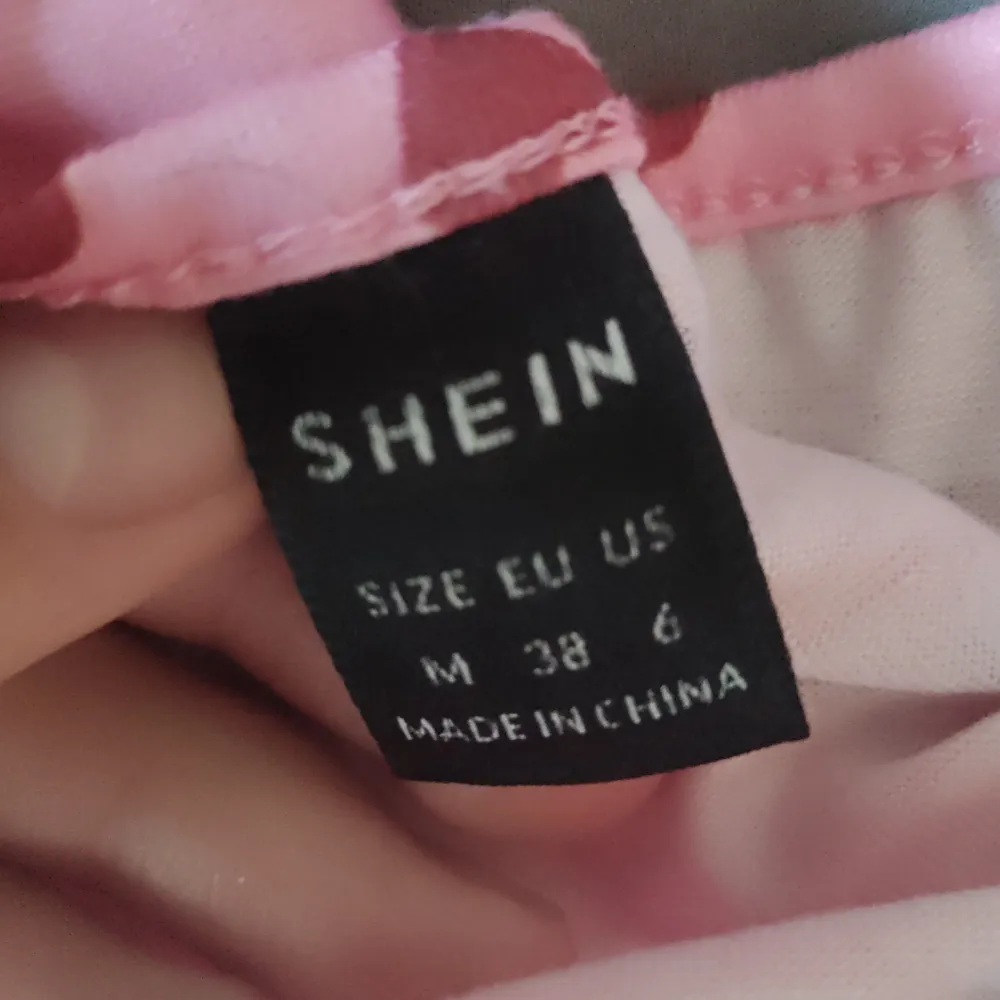 SHEIN
SIZE EU US
M 38 6
MADE IN CHINA